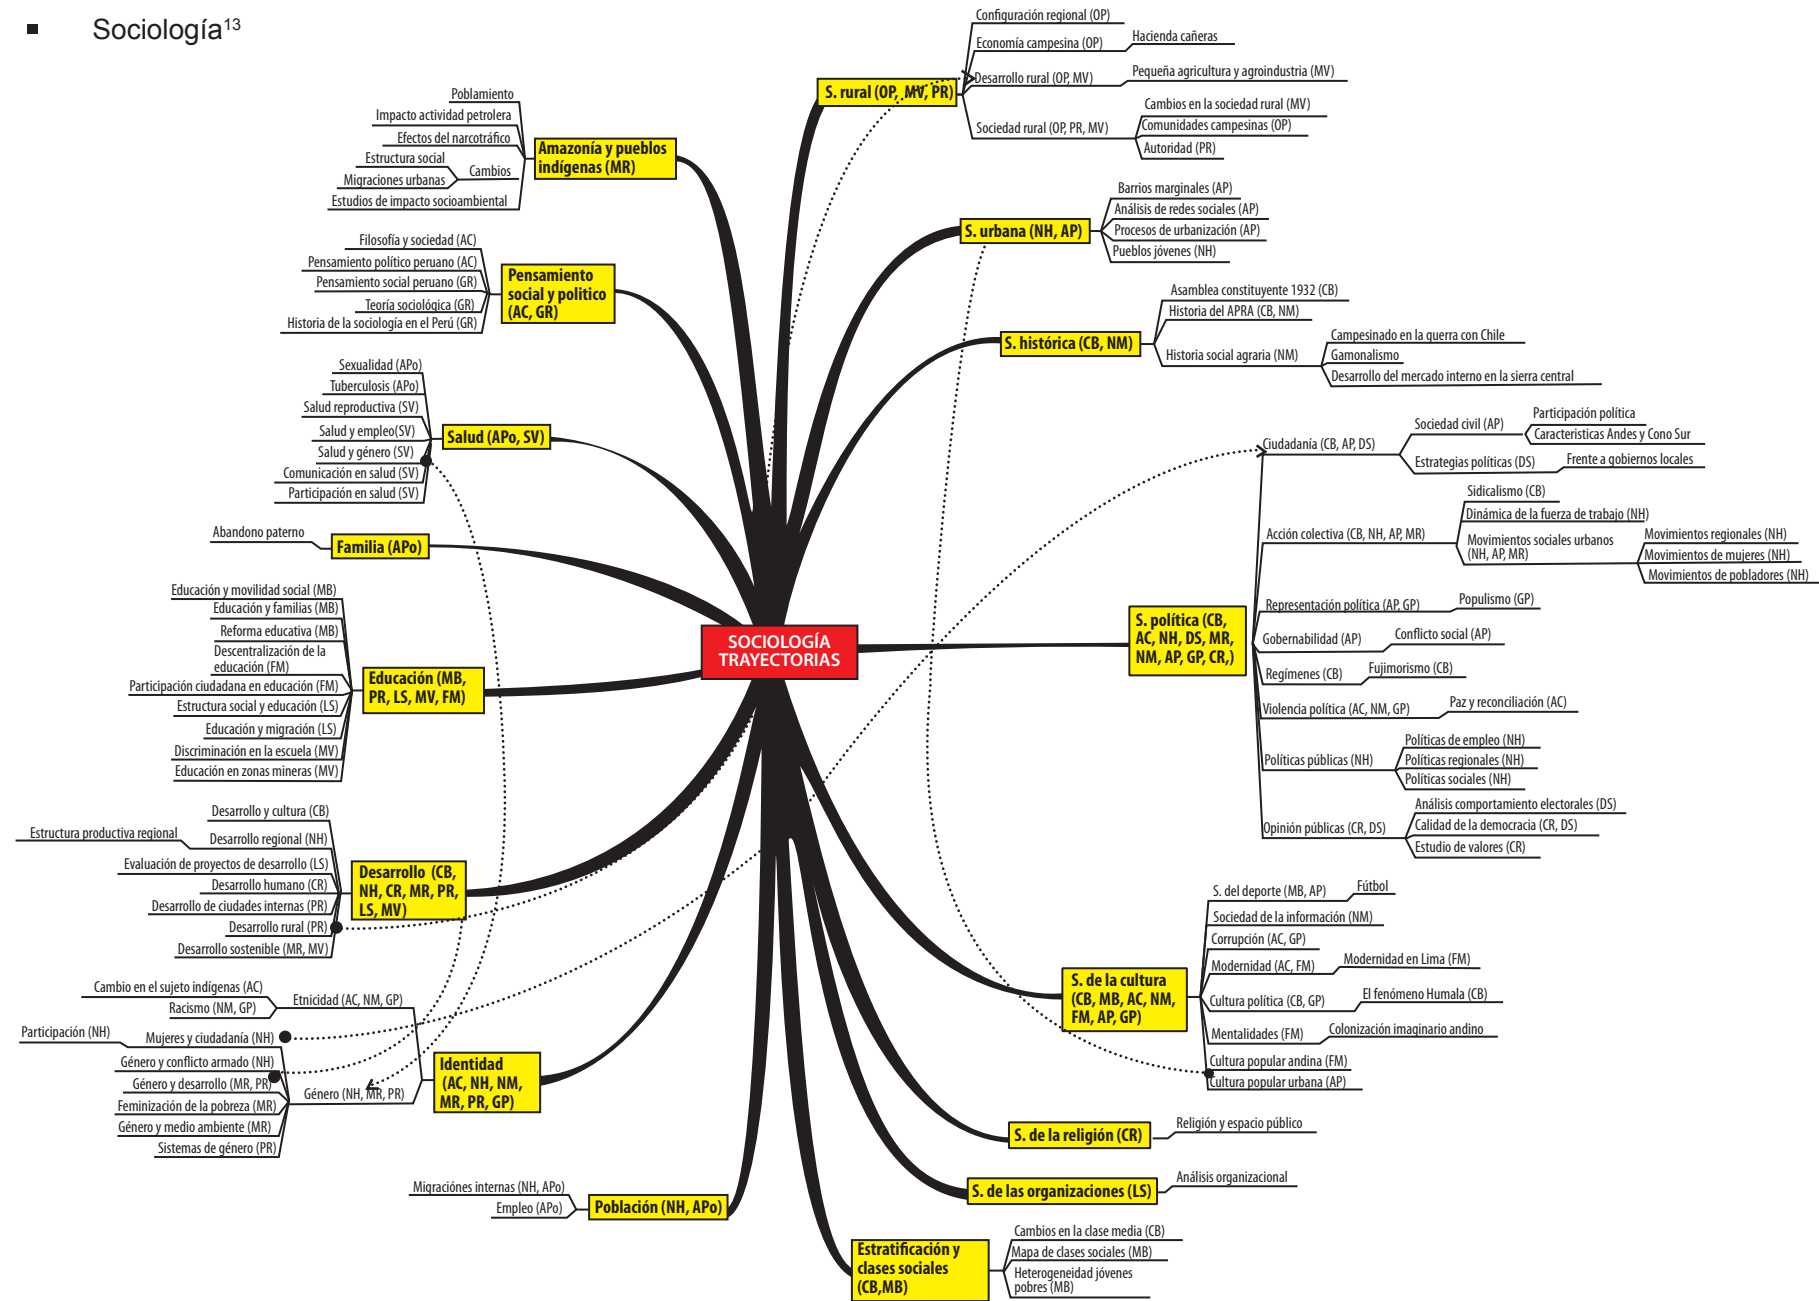 ▪ Sociología¹³
SOCIOLOGÍA
TRAYECTORIAS
Amazonía y pueblos
indígenas (MR)
Poblamiento
Impacto actividad petrolera
Efectos del narcotráfico
Cambios
Estructura social
Migraciones urbanas
Estudios de impacto socioambiental
Pensamiento
social y politico
(AC, GR)
Filosofía y sociedad (AC)
Pensamiento político peruano (AC)
Pensamiento social peruano (GR)
Teoría sociológica (GR)
Historia de la sociología en el Perú (GR)
Salud (APo, SV)
Sexualidad (APo)
Tuberculosis (APo)
Salud reproductiva (SV)
Salud y empleo(SV)
Salud y género (SV)
Comunicación en salud (SV)
Participación en salud (SV)
Familia (APo)
Abandono paterno
Educación (MB,
PR, LS, MV, FM)
Educación y movilidad social (MB)
Educación y familias (MB)
Reforma educativa (MB)
Descentralización de la
educación (FM)
Participación ciudadana en educación (FM)
Estructura social y educación (LS)
Educación y migración (LS)
Discriminación en la escuela (MV)
Educación en zonas mineras (MV)
Desarrollo (CB,
NH, CR, MR, PR,
LS, MV)
Desarrollo y cultura (CB)
Desarrollo regional (NH)
Estructura productiva regional
Evaluación de proyectos de desarrollo (LS)
Desarrollo humano (CR)
Desarrollo de ciudades internas (PR)
Desarrollo rural (PR)
Desarrollo sostenible (MR, MV)
Identidad
(AC, NH, NM,
MR, PR, GP)
Etnicidad (AC, NM, GP)
Cambio en el sujeto indígenas (AC)
Racismo (NM, GP)
Género (NH, MR, PR)
Mujeres y ciudadanía (NH)
Participación (NH)
Género y conflicto armado (NH)
Género y desarrollo (MR, PR)
Feminización de la pobreza (MR)
Género y medio ambiente (MR)
Sistemas de género (PR)
Población (NH, APo)
Migraciónes internas (NH, APo)
Empleo (APo)
S. rural (OP, MV, PR)
Configuración regional (OP)
Economía campesina (OP)
Hacienda cañeras
Desarrollo rural (OP, MV)
Pequeña agricultura y agroindustria (MV)
Sociedad rural (OP, PR, MV)
Cambios en la sociedad rural (MV)
Comunidades campesinas (OP)
Autoridad (PR)
S. urbana (NH, AP)
Barrios marginales (AP)
Análisis de redes sociales (AP)
Procesos de urbanización (AP)
Pueblos jóvenes (NH)
S. histórica (CB, NM)
Asamblea constituyente 1932 (CB)
Historia del APRA (CB, NM)
Historia social agraria (NM)
Campesinado en la querra con Chile
Gamonalismo
Desarrollo del mercado interno en la sierra central
S. política (CB,
AC, NH, DS, MR,
NM, AP, GP, CR,)
Ciudadanía (CB, AP, DS)
Sociedad civil (AP)
Participación política
Caracteristicas Andes y Cono Sur
Estrategias políticas (DS)
Frente a gobiernos locales
Acción colectiva (CB, NH, AP, MR)
Sidicalismo (CB)
Dinámica de la fuerza de trabajo (NH)
Movimientos sociales urbanos
(NH, AP, MR)
Movimientos regionales (NH)
Movimientos de mujeres (NH)
Movimientos de pobladores (NH)
Representación política (AP, GP)
Populismo (GP)
Gobernabilidad (AP)
Conflicto social (AP)
Regímenes (CB)
Fujimorismo (CB)
Violencia política (AC, NM, GP)
Paz y reconciliación (AC)
Políticas públicas (NH)
Políticas de empleo (NH)
Políticas regionales (NH)
Políticas sociales (NH)
Opinión públicas (CR, DS)
Análisis comportamiento electorales (DS)
Calidad de la democracia (CR, DS)
Estudio de valores (CR)
S. de la cultura
(CB, MB, AC, NM,
FM, AP, GP)
S. del deporte (MB, AP)
Fútbol
Sociedad de la información (NM)
Corrupción (AC, GP)
Modernidad (AC, FM)
Modernidad en Lima (FM)
Cultura política (CB, GP)
El fenómeno Humala (CB)
Mentalidades (FM)
Colonización imaginario andino
Cultura popular andina (FM)
Cultura popular urbana (AP)
S. de la religión (CR)
Religión y espacio público
S. de las organizaciones (LS)
Análisis organizacional
Estratificación y
clases sociales
(CB,MB)
Cambios en la clase media (CB)
Mapa de clases sociales (MB)
Heterogeneidad jóvenes
pobres (MB)